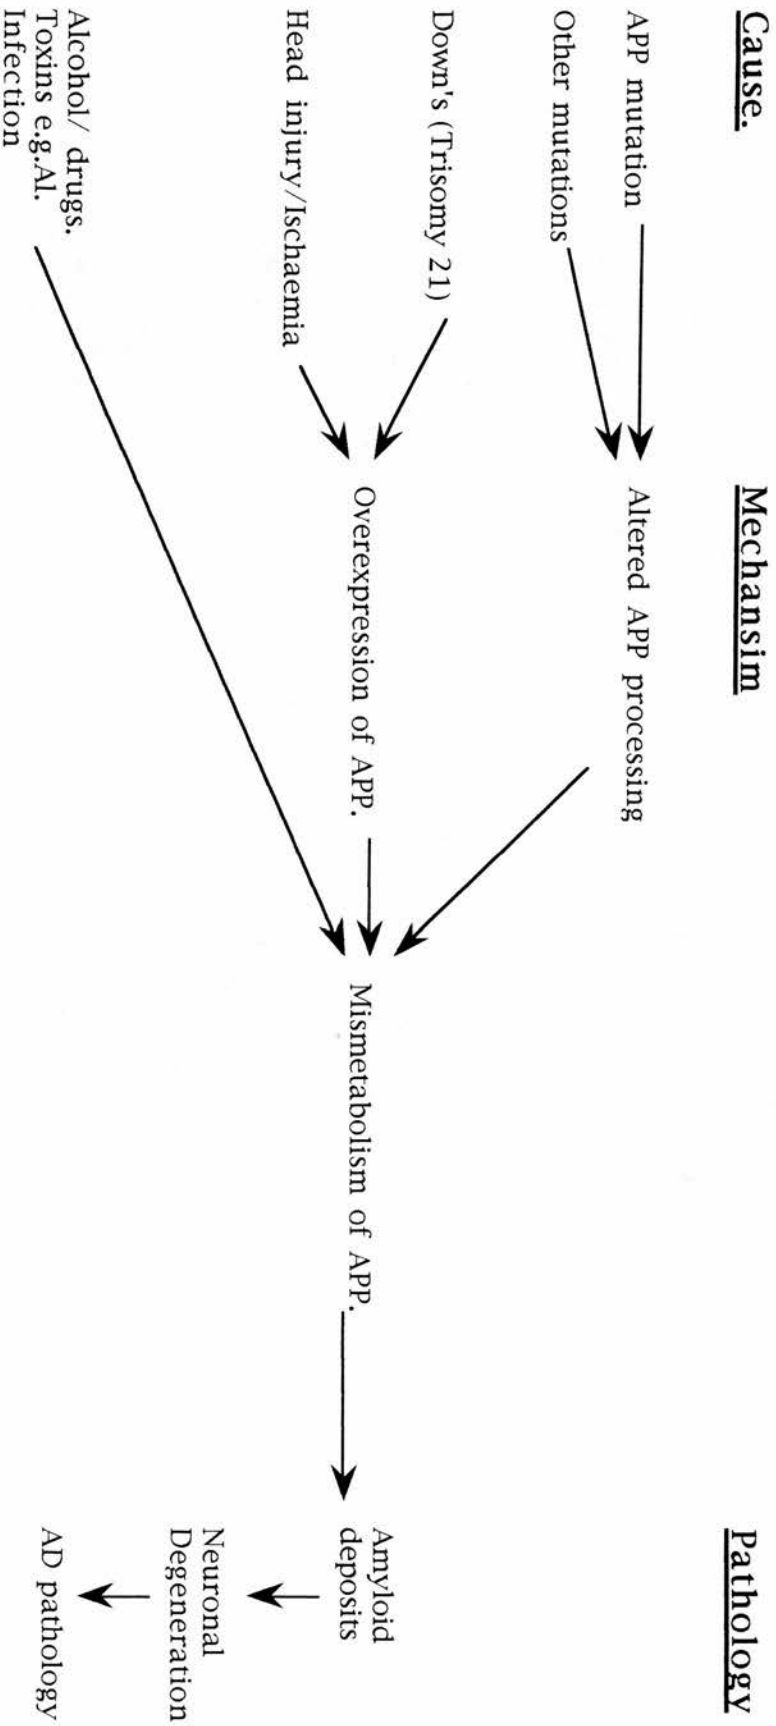 Cause.
Mechansim
Pathology
APP mutation
Other mutations
Altered APP processing
Down's (Trisomy 21)
Head injury/Ischaemia
Overexpression of APP.
Mismetabolism of APP.
Amyloid
deposits
Neuronal
Degeneration
AD pathology
Alcohol/ drugs.
Toxins e.g.Al.
Infection